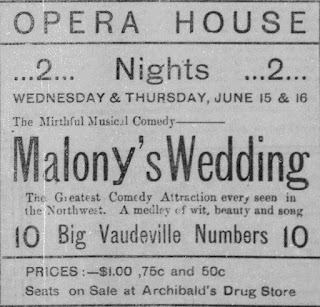 OPERA HOUSE
...2... Nights ...2...
WEDNESDAY & THURSDAY, JUNE 15 & 16
The Mirthful Musical Comedy———
Malony's Wedding
The Greatest Comedy Attraction every seen in
the Northwest. A medley of wit, beauty and song
10 Big Vaudeville Numbers 10
PRICES:—$1.00 ,75c and 50c
Seats on Sale at Archibald's Drug Store